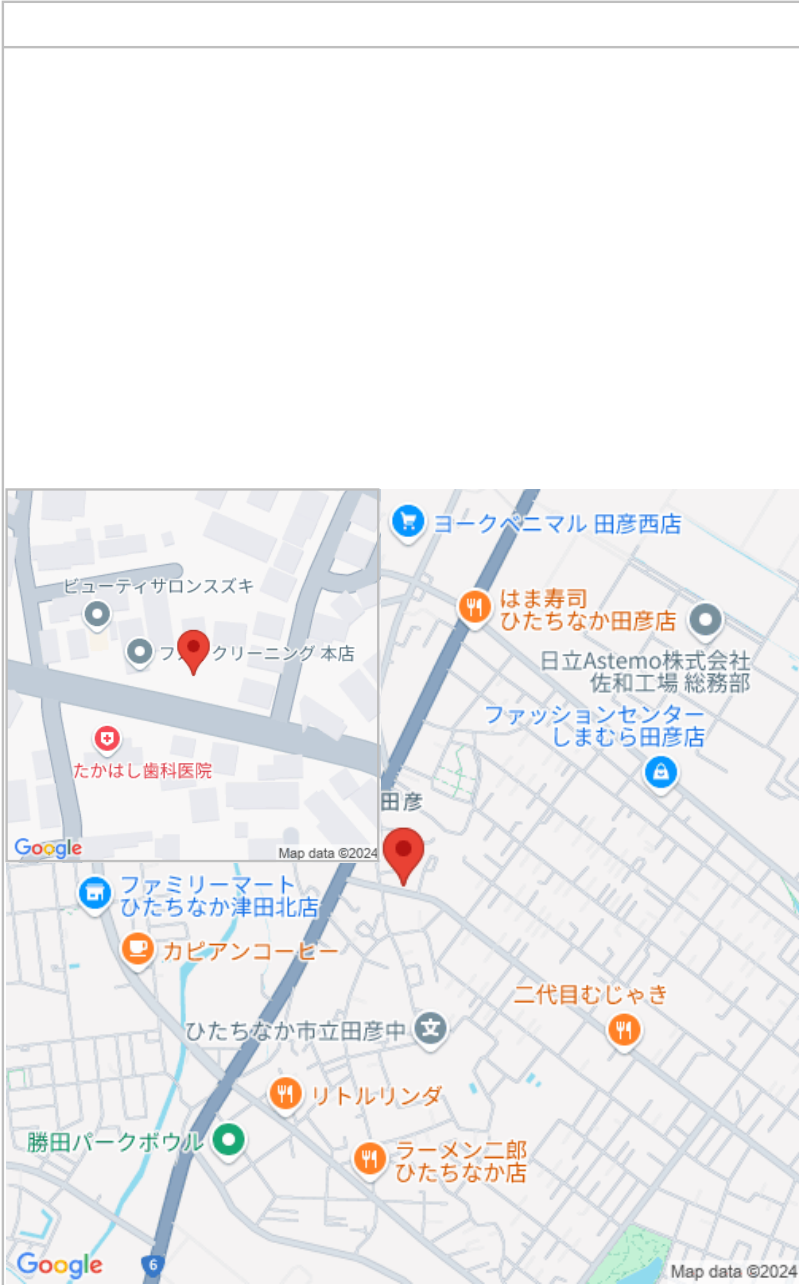 ヨークベニマル 田彦西店
はま寿司
ひたちなか田彦店
日立Astemo株式会社
佐和工場 総務部
ファッションセンター
しまむら田彦店
田彦
ビューティサロンスズキ
クリーニング 本店
たかはし歯科医院
Google
Map data ©2024
ファミリーマート
ひたちなか津田北店
カピアンコーヒー
二代目むじゃき
ひたちなか市立田彦中
文
リトルリンダ
勝田パークボウル
ラーメン二郎
ひたちなか店
6
Google
Map data ©2024